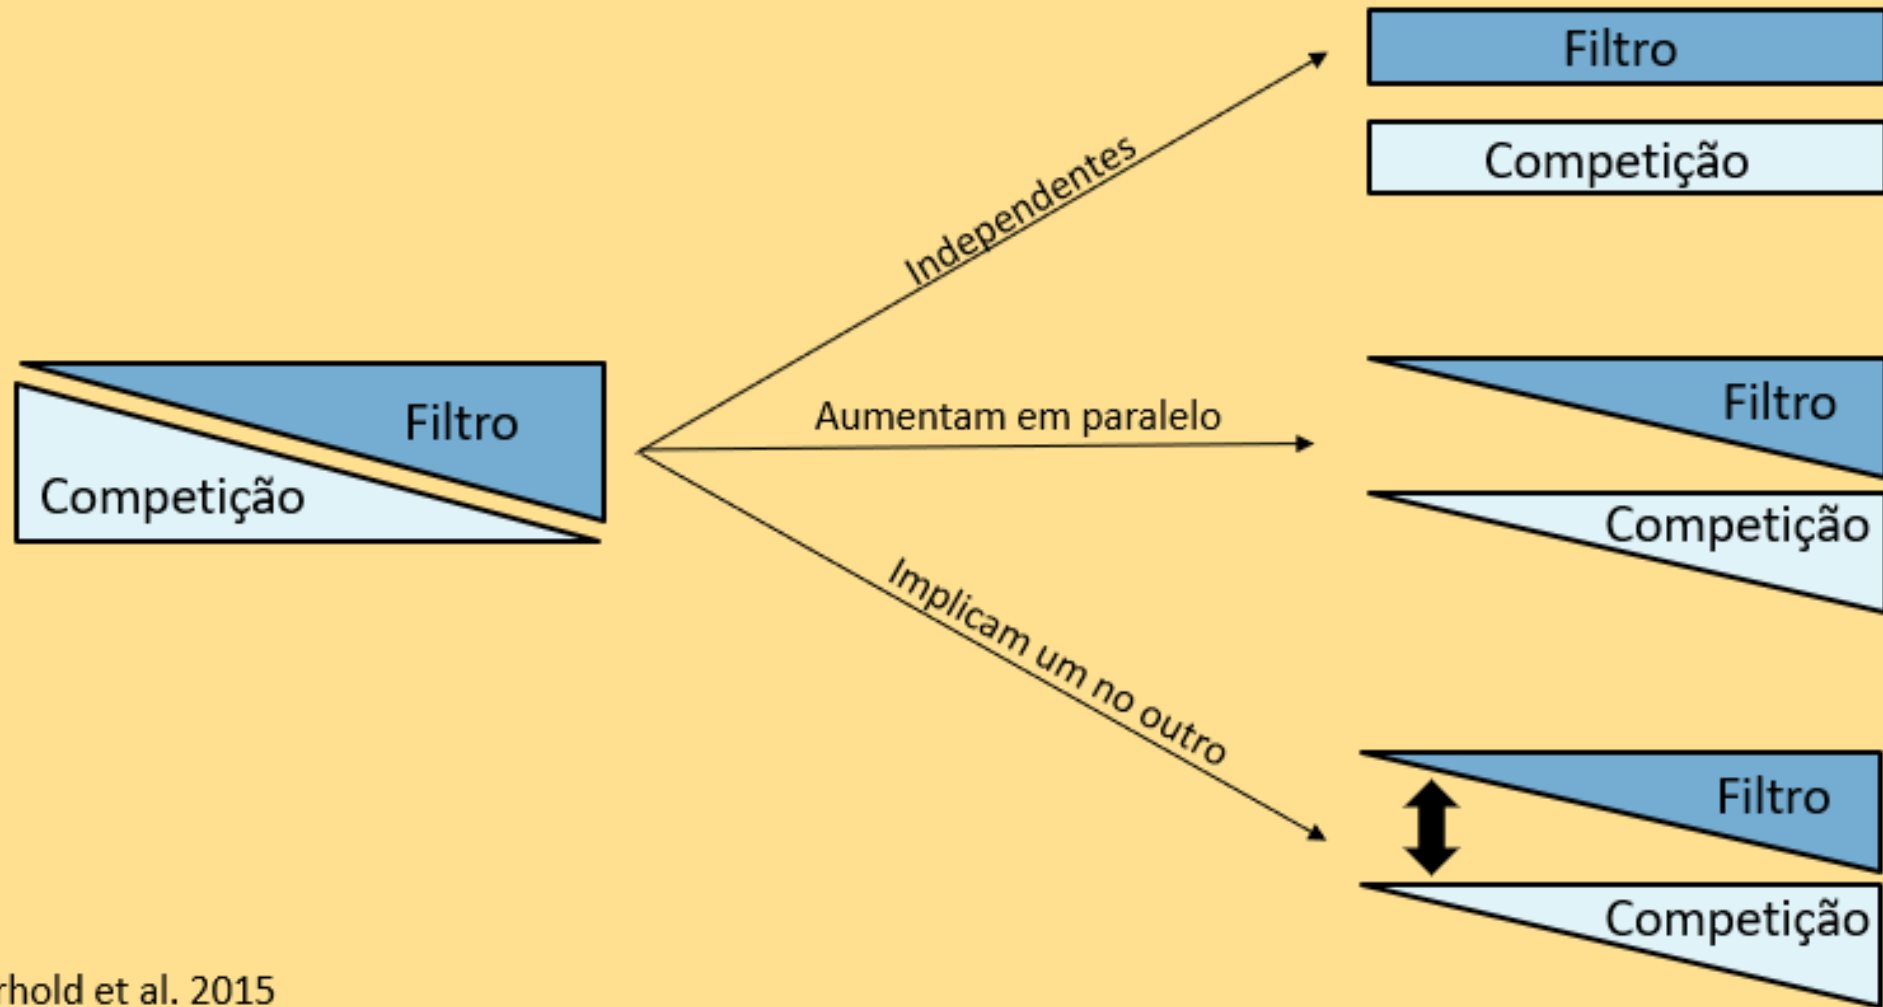 Filtro
Competição
Independentes
Aumentam em paralelo
Implicam um no outro
Filtro
Competição
Filtro
Competição
Filtro
Competição
rhold et al. 2015